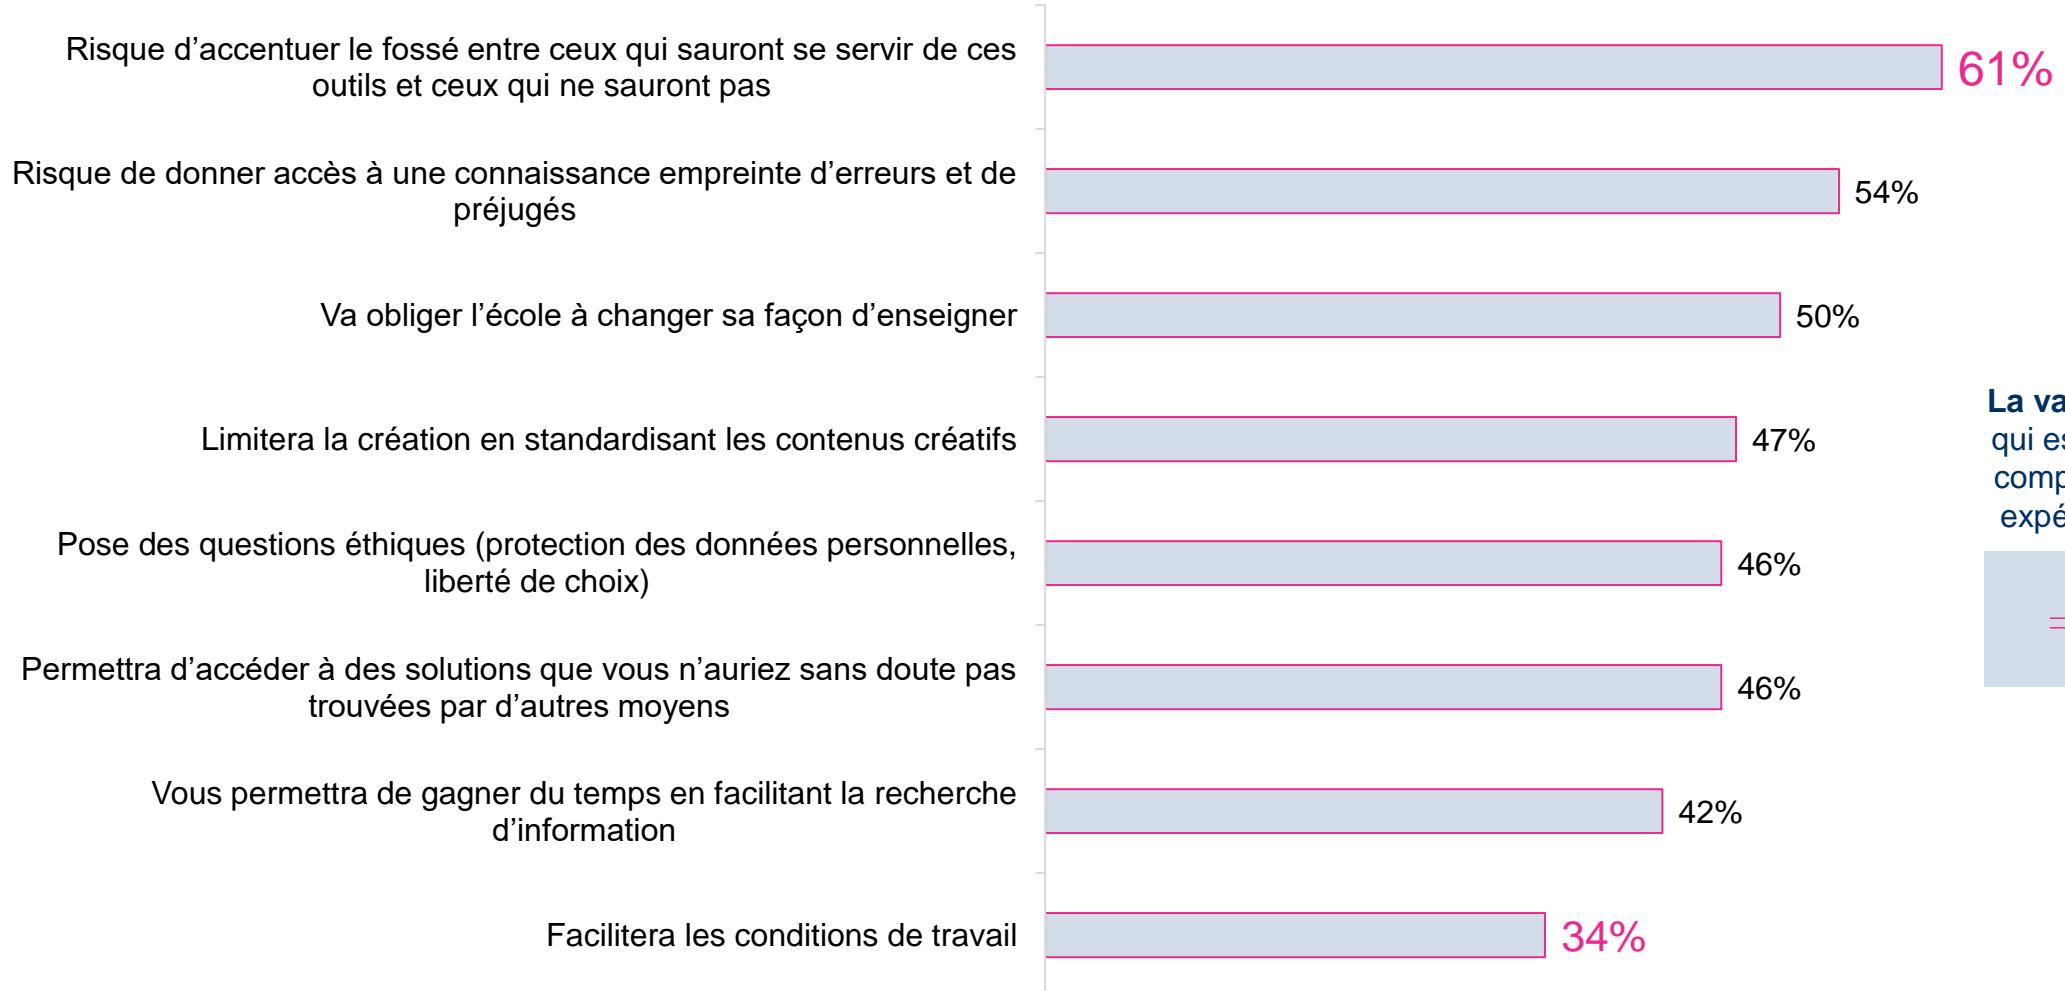 Risque d’accentuer le fossé entre ceux qui sauront se servir de ces
outils et ceux qui ne sauront pas
61%
Risque de donner accès à une connaissance empreinte d’erreurs et de
préjugés
54%
Va obliger l’école à changer sa façon d’enseigner
50%
Limitera la création en standardisant les contenus créatifs
47%
Pose des questions éthiques (protection des données personnelles,
liberté de choix)
46%
Permettra d’accéder à des solutions que vous n’auriez sans doute pas
trouvées par d’autres moyens
46%
Vous permettra de gagner du temps en facilitant la recherche
d’information
42%
Facilitera les conditions de travail
34%
La
qui